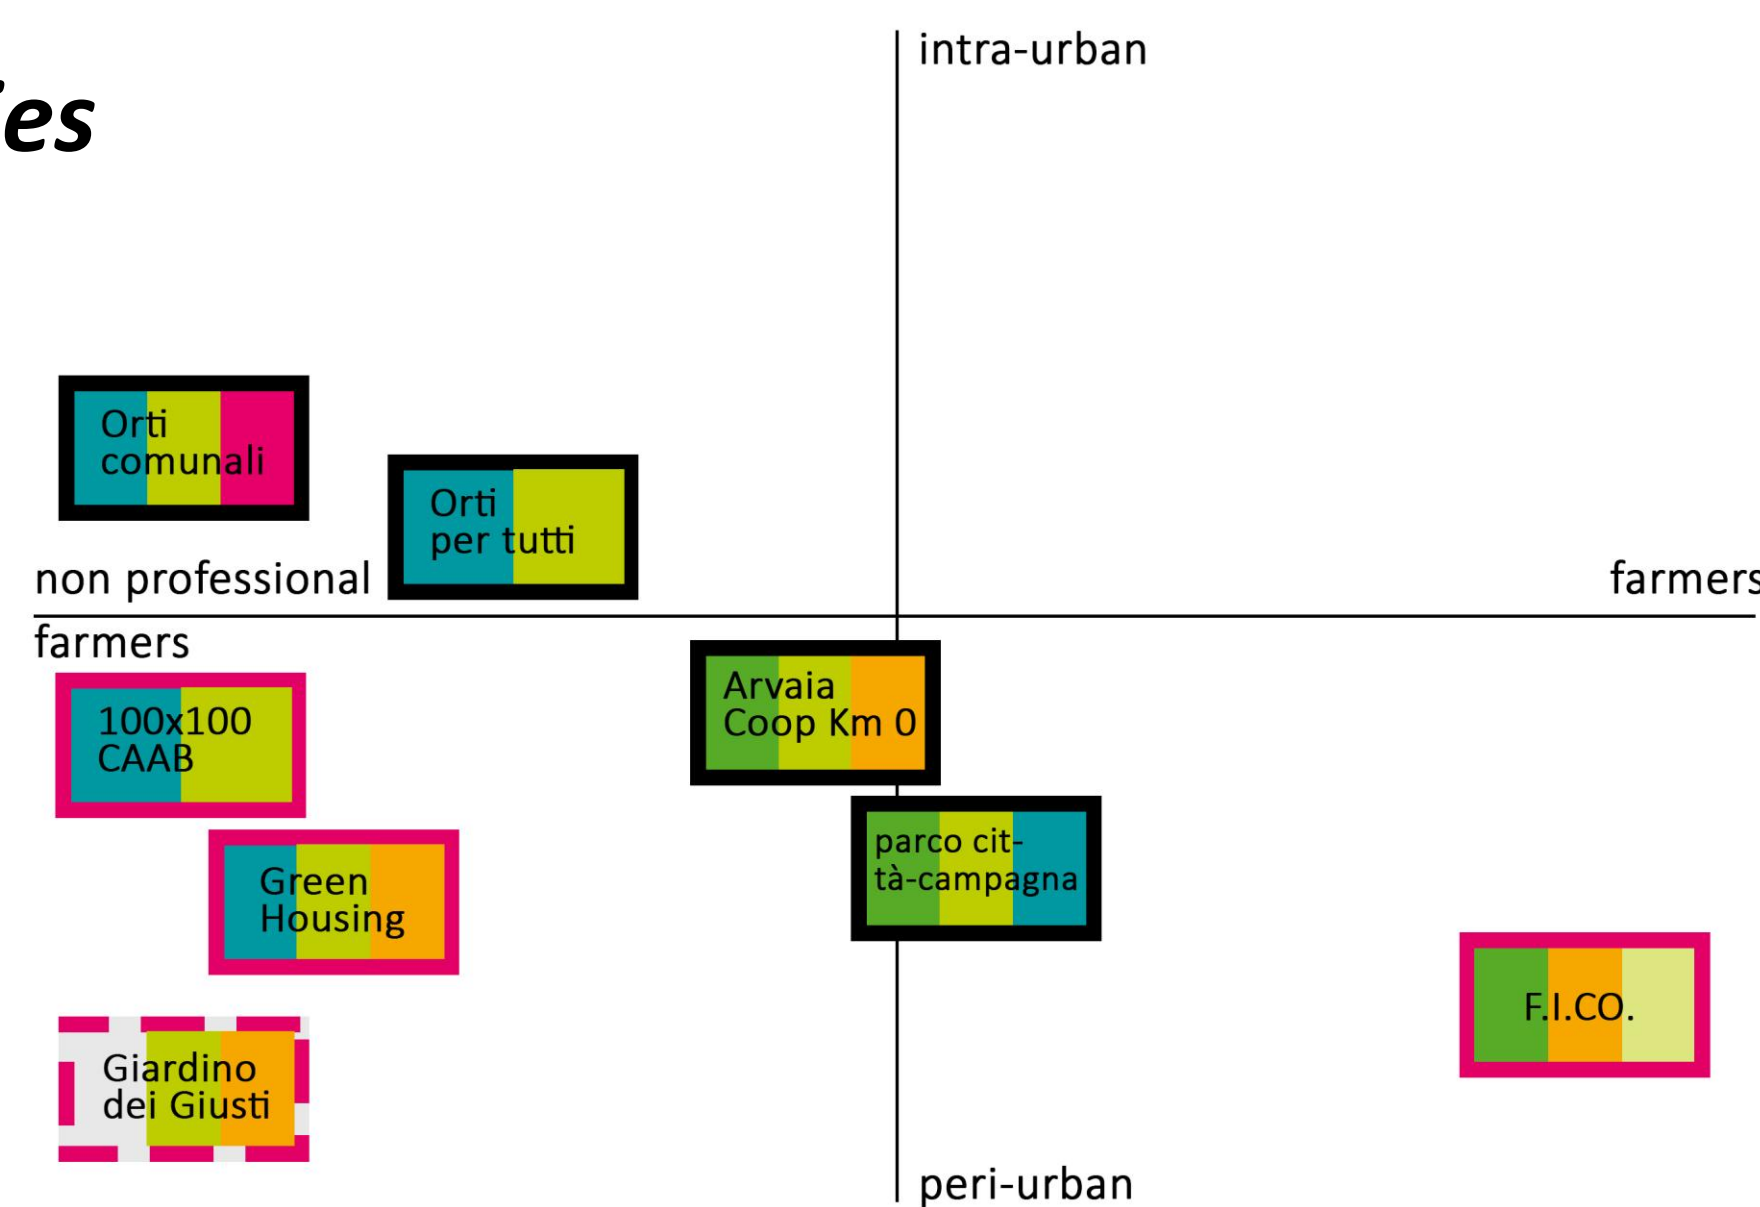 intra-urban
es
Orti
comunali
Orti
per tutti
non professional
farmers
farmers
Arvaia
Coop Km 0
100x100
CAAB
parco cit-
tà-campagna
Green
Housing
F.I.CO.
Giardino
dei Giusti
peri-urban